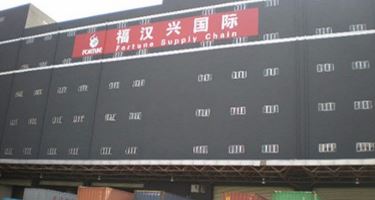 福汉兴国际
FORTUNE
Fortune Supply Chain